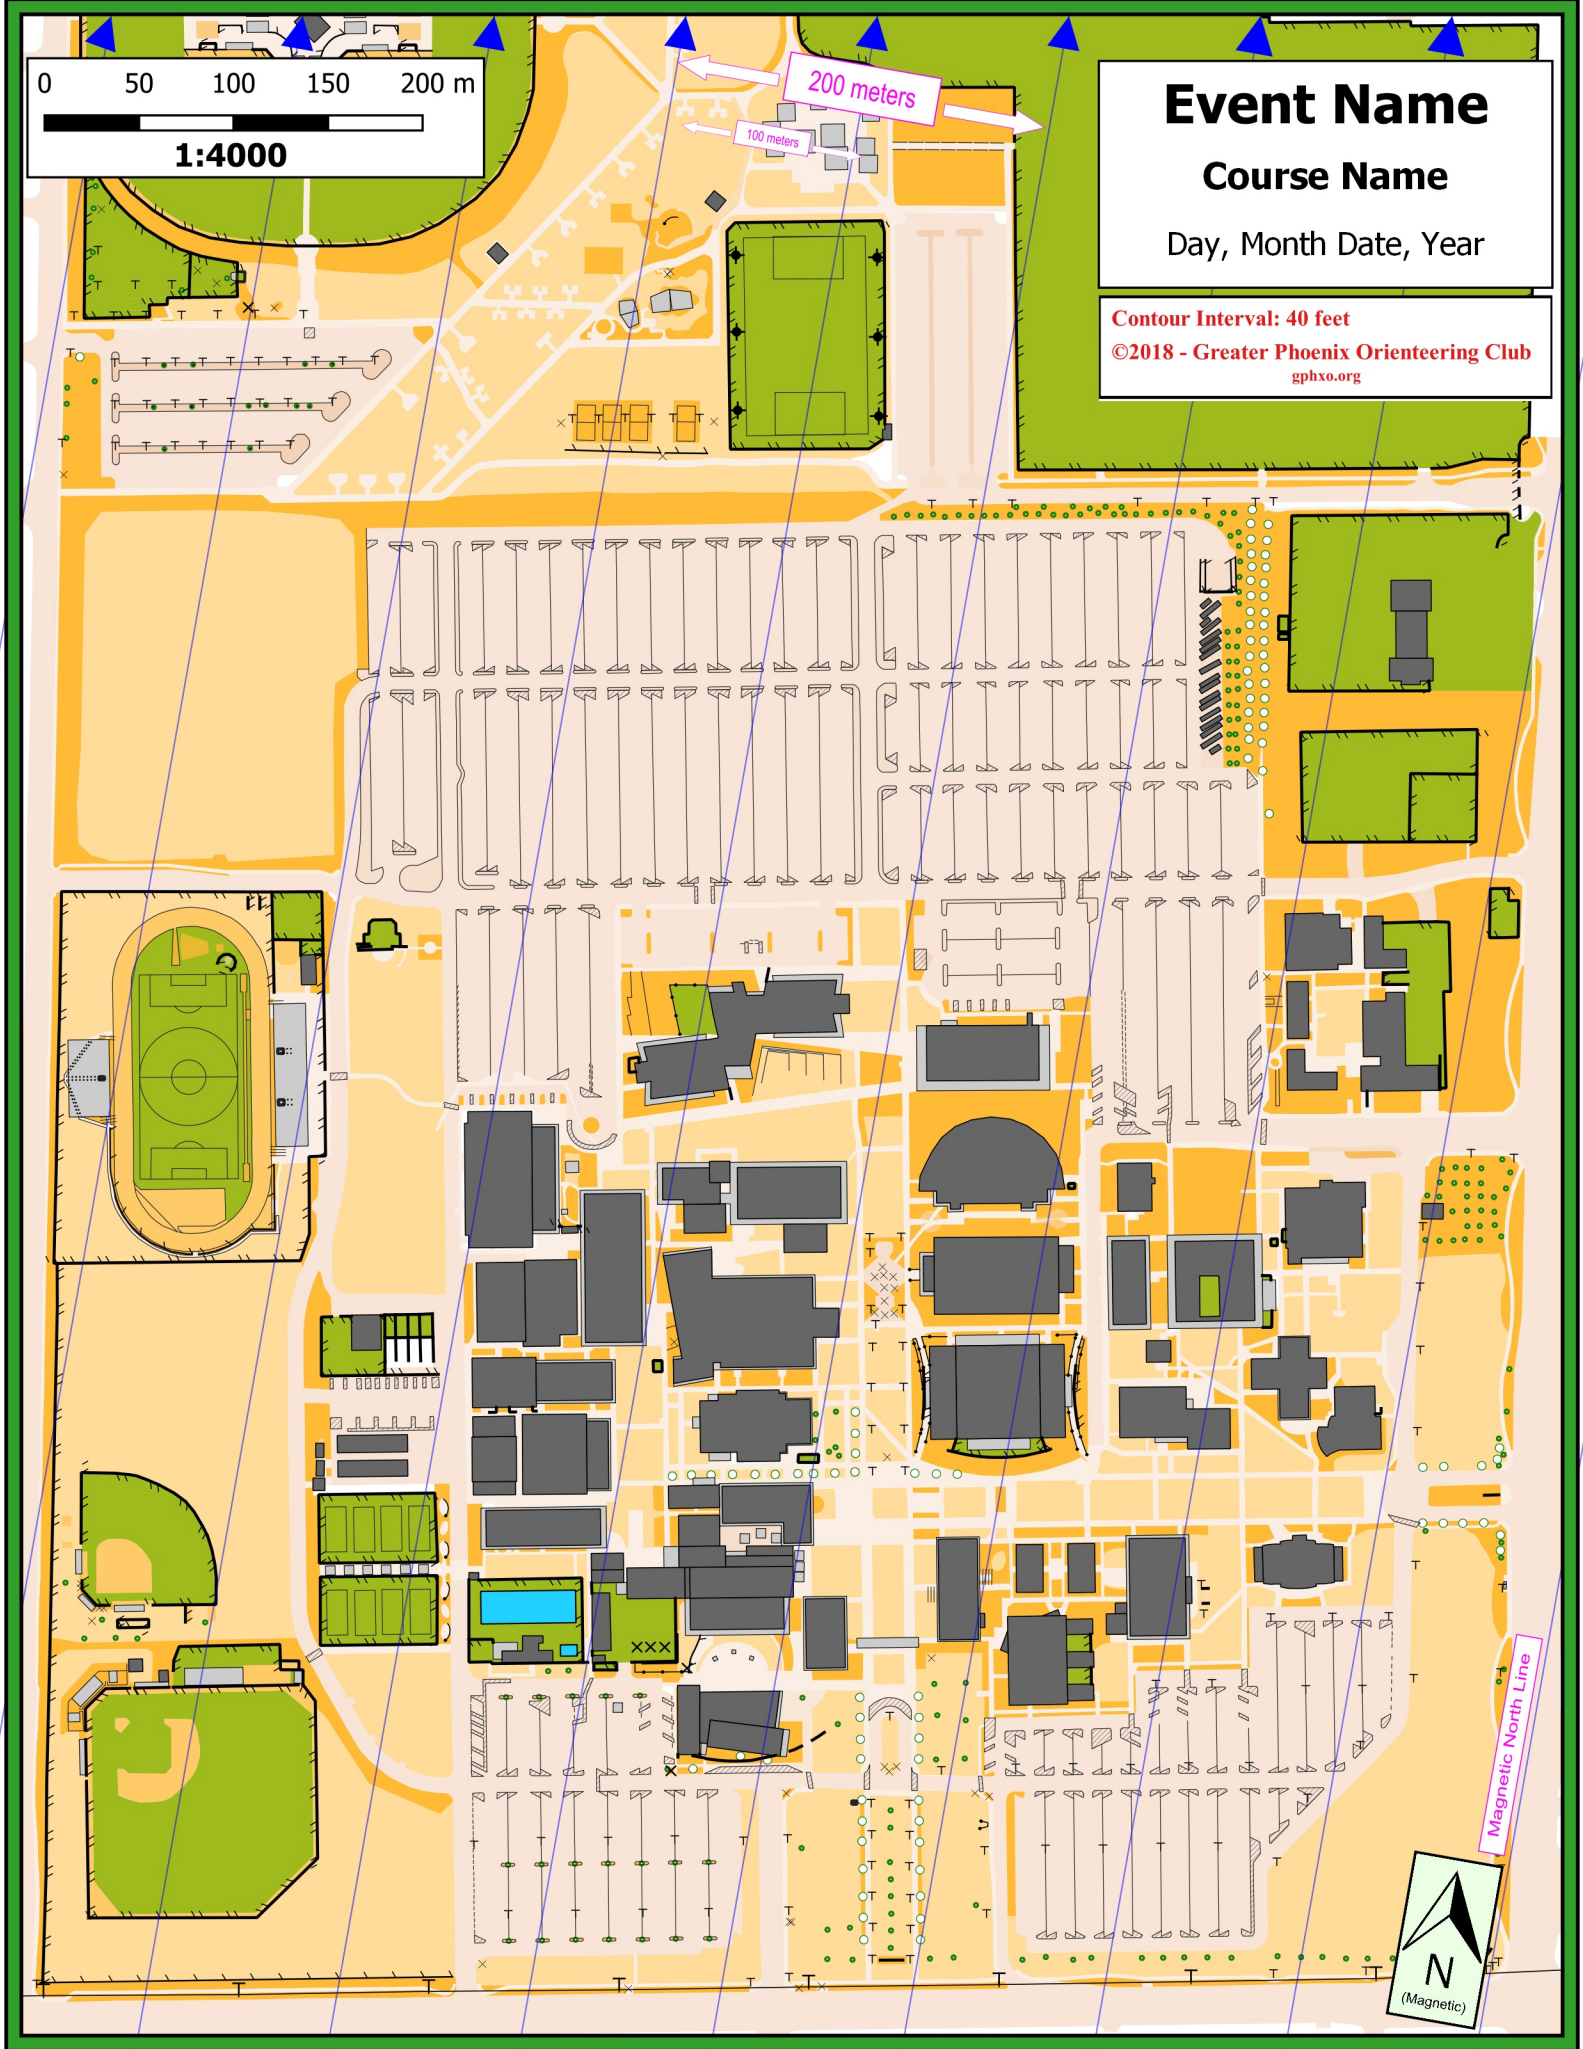 0 50 100 150 200 m
1:4000
200 meters
100 meters
Event Name
Course Name
Day, Month Date, Year
Contour Interval: 40 feet
©2018 - Greater Phoenix Orienteering Club
gphxo.org
Magnetic North Line
N
(Magnetic)